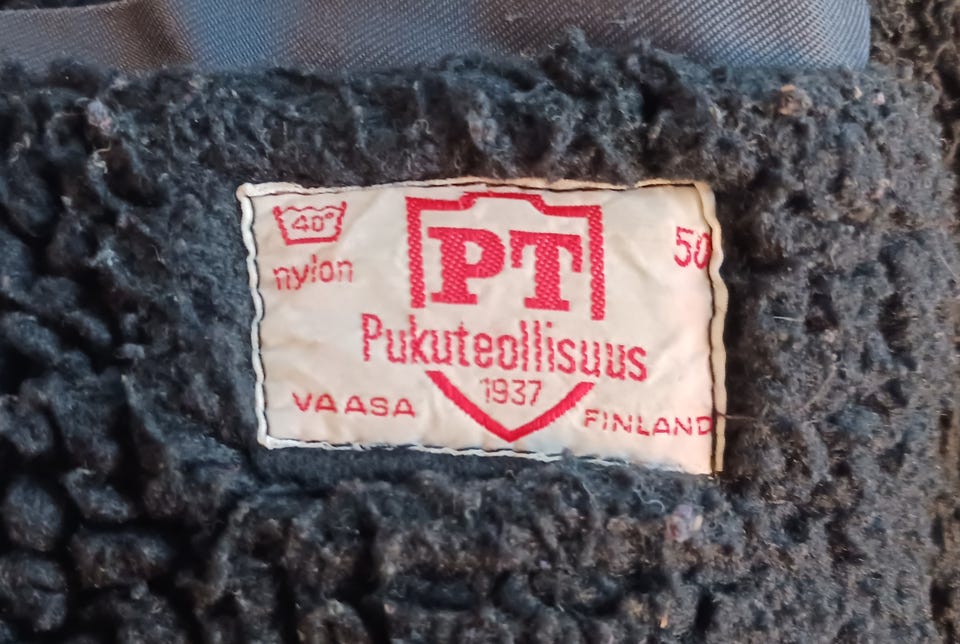 40°
nylon
PT
50
Pukuteollisuus
1937
VAASA
FINLAND